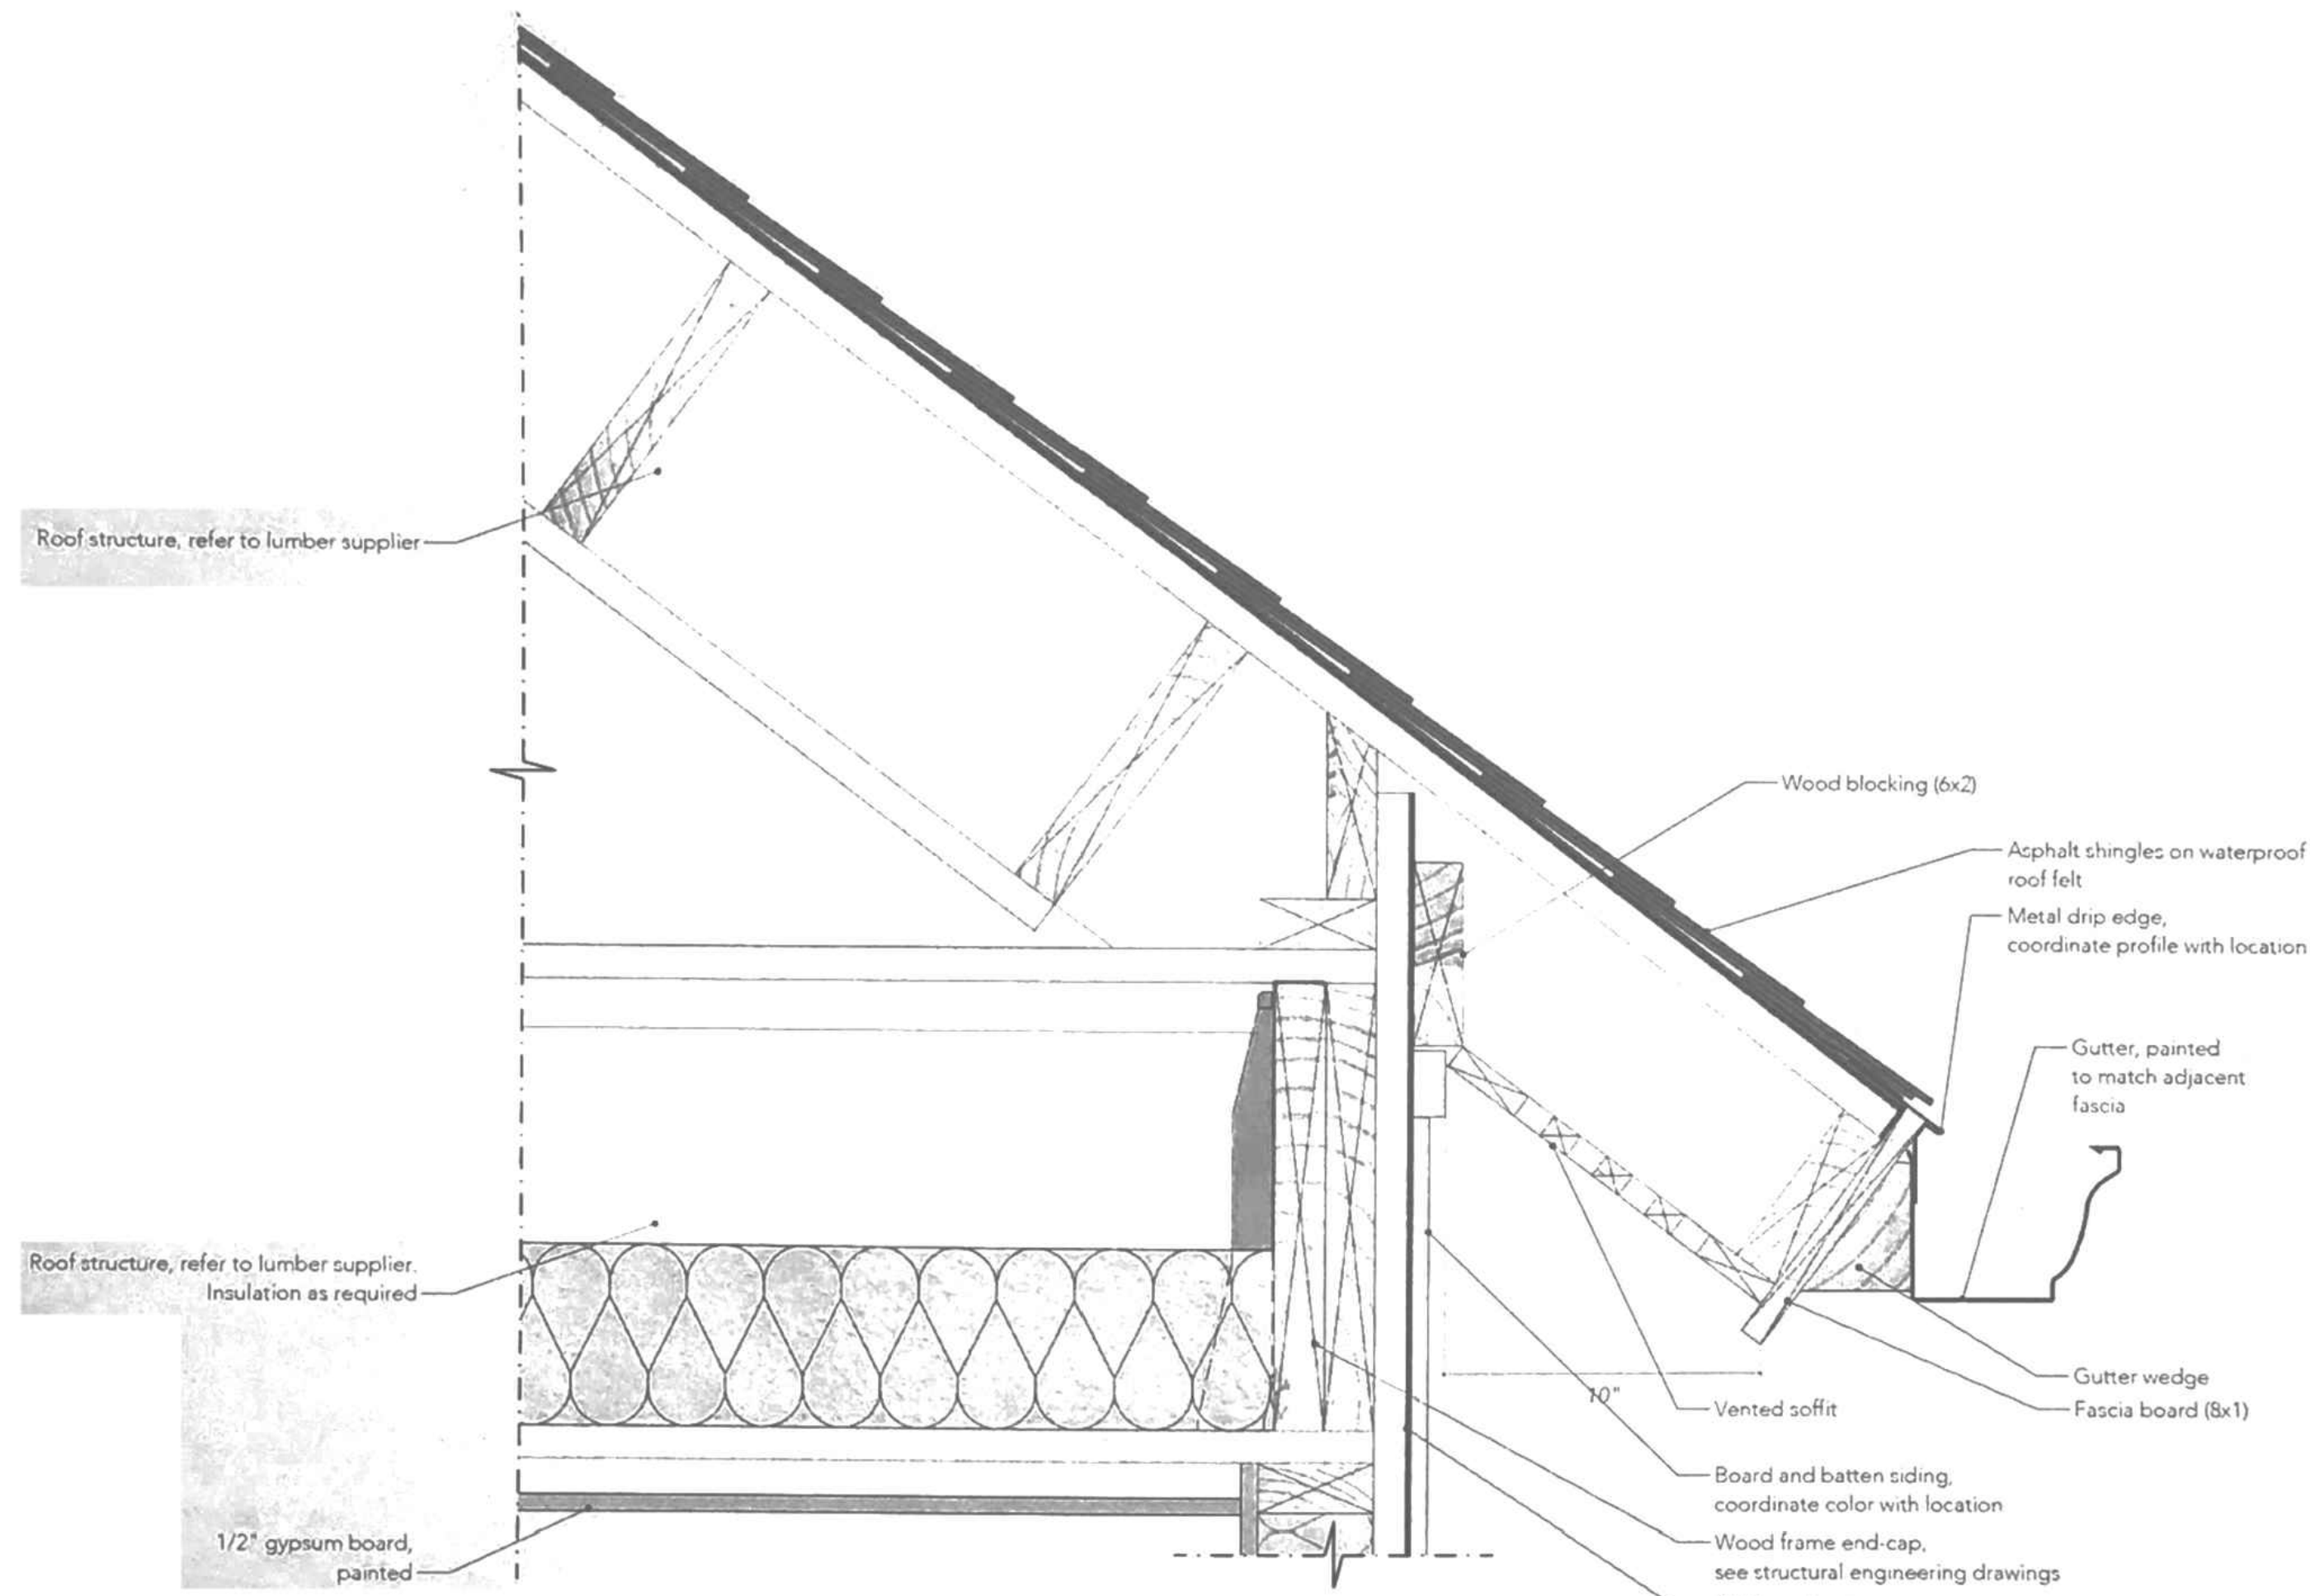 Roof structure, refer to lumber supplier
Wood blocking (6x2)
Asphalt shingles on waterproof
roof felt
Metal drip edge,
coordinate profile with location
Gutter, painted
to match adjacent
fascia
Roof structure, refer to lumber supplier.
Insulation as required
Gutter wedge
10"
Vented soffit
Fascia board (8x1)
Board and batten siding,
coordinate color with location
1/2" gypsum board,
painted
Wood frame end-cap,
see structural engineering drawings